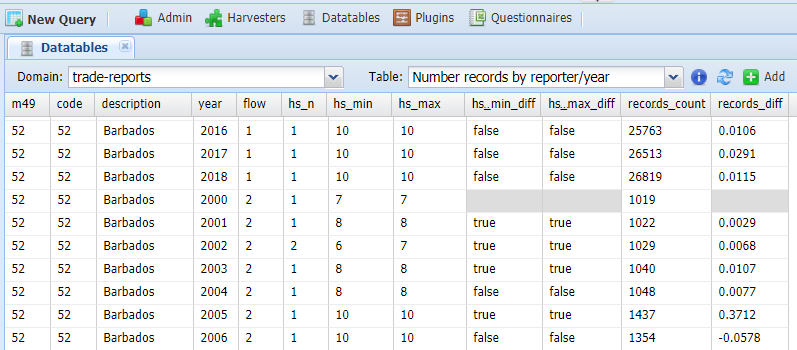 New Query Admin Harvesters Datatables Plugins Questionnaires
Datatables
Domain: trade-reports Table: Number records by reporter/year Add
m49 code description year flow hs_n hs_min hs_max hs_min_diff hs_max_diff records_count records_diff
52 52 Barbados 2016 1 1 10 10 false false 25763 0.0106
52 52 Barbados 2017 1 1 10 10 false false 26513 0.0291
52 52 Barbados 2018 1 1 10 10 false false 26819 0.0115
52 52 Barbados 2000 2 1 7 7 1019
52 52 Barbados 2001 2 1 8 8 true true 1022 0.0029
52 52 Barbados 2002 2 2 6 7 true true 1029 0.0068
52 52 Barbados 2003 2 1 8 8 true true 1040 0.0107
52 52 Barbados 2004 2 1 8 8 false false 1048 0.0077
52 52 Barbados 2005 2 1 10 10 true true 1437 0.3712
52 52 Barbados 2006 2 1 10 10 false false 1354 -0.0578